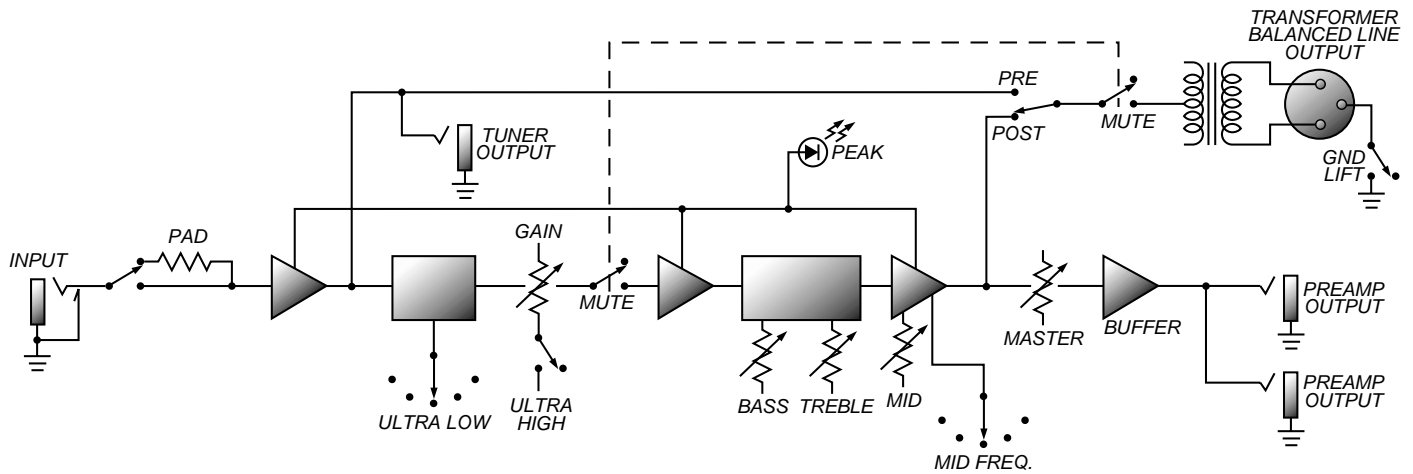 TRANSFORMER
BALANCED LINE
OUTPUT
PRE
POST
MUTE
TUNER
OUTPUT
PEAK
GND
LIFT
PAD
GAIN
INPUT
MUTE
PREAMP
OUTPUT
BUFFER
MASTER
PREAMP
OUTPUT
BASS
TREBLE
MID
ULTRA LOW
ULTRA
HIGH
MID FREQ.